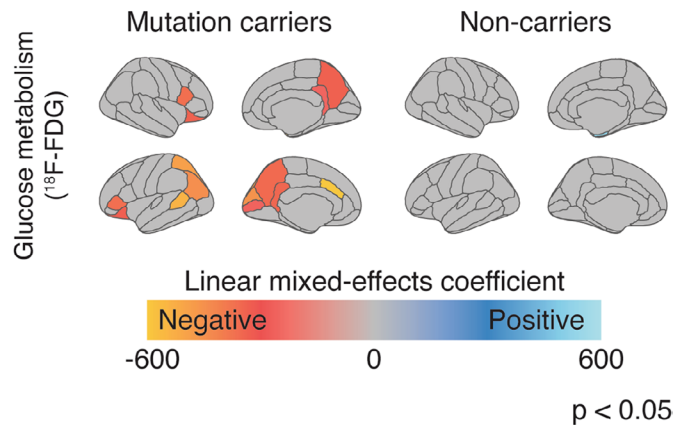 Mutation carriers
Non-carriers
Glucose metabolism
(¹⁸F-FDG)
Linear mixed-effects coefficient
Negative
Positive
-600
0
600
p < 0.05